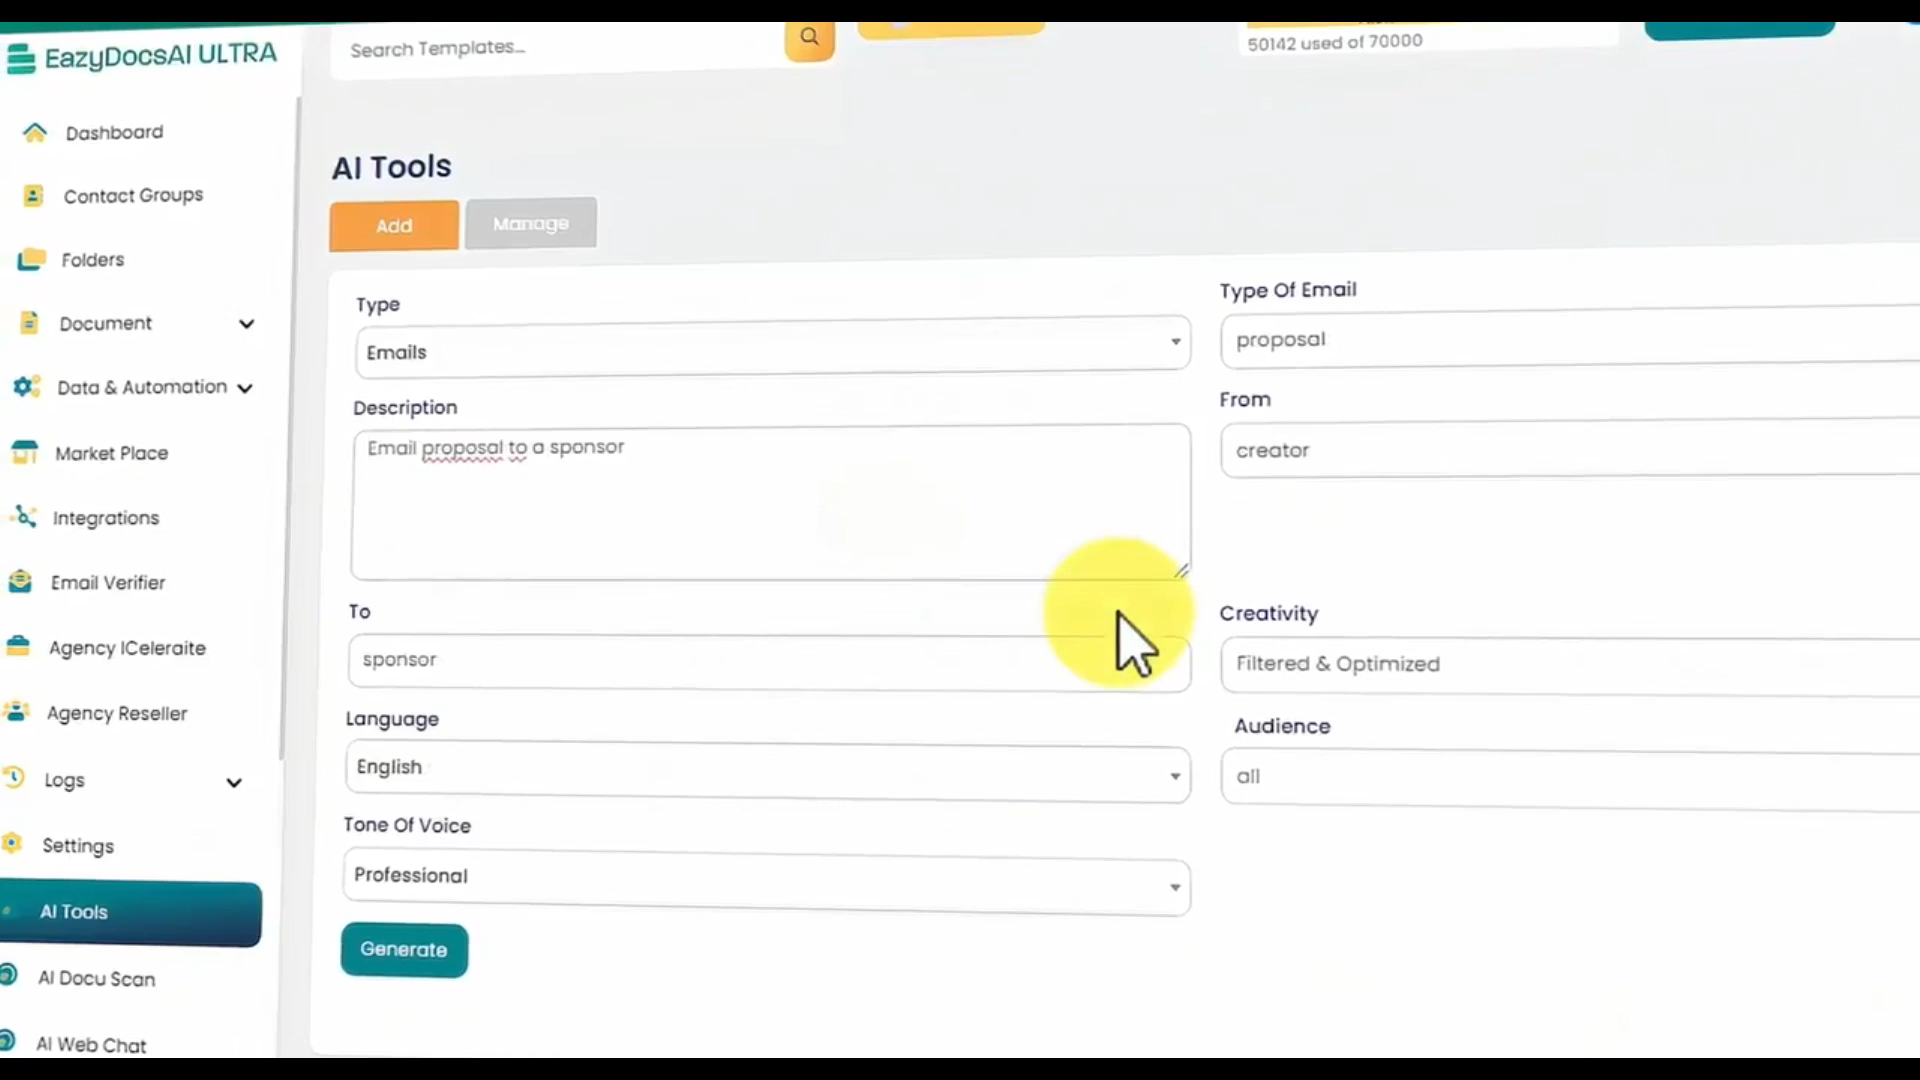 EazyDocsAI ULTRA
Search Templates...
50142 used of 70000
Dashboard
Contact Groups
Folders
Document
Data & Automation
Market Place
Integrations
Email Verifier
Agency ICeleraite
Agency Reseller
Logs
Settings
AI Tools
AI Docu Scan
AI Web Chat
AI Tools
Add
Manage
Type
Emails
Type Of Email
proposal
Description
Email proposal to a sponsor
From
creator
To
sponsor
Creativity
Filtered & Optimized
Language
English
Audience
all
Tone Of Voice
Professional
Generate